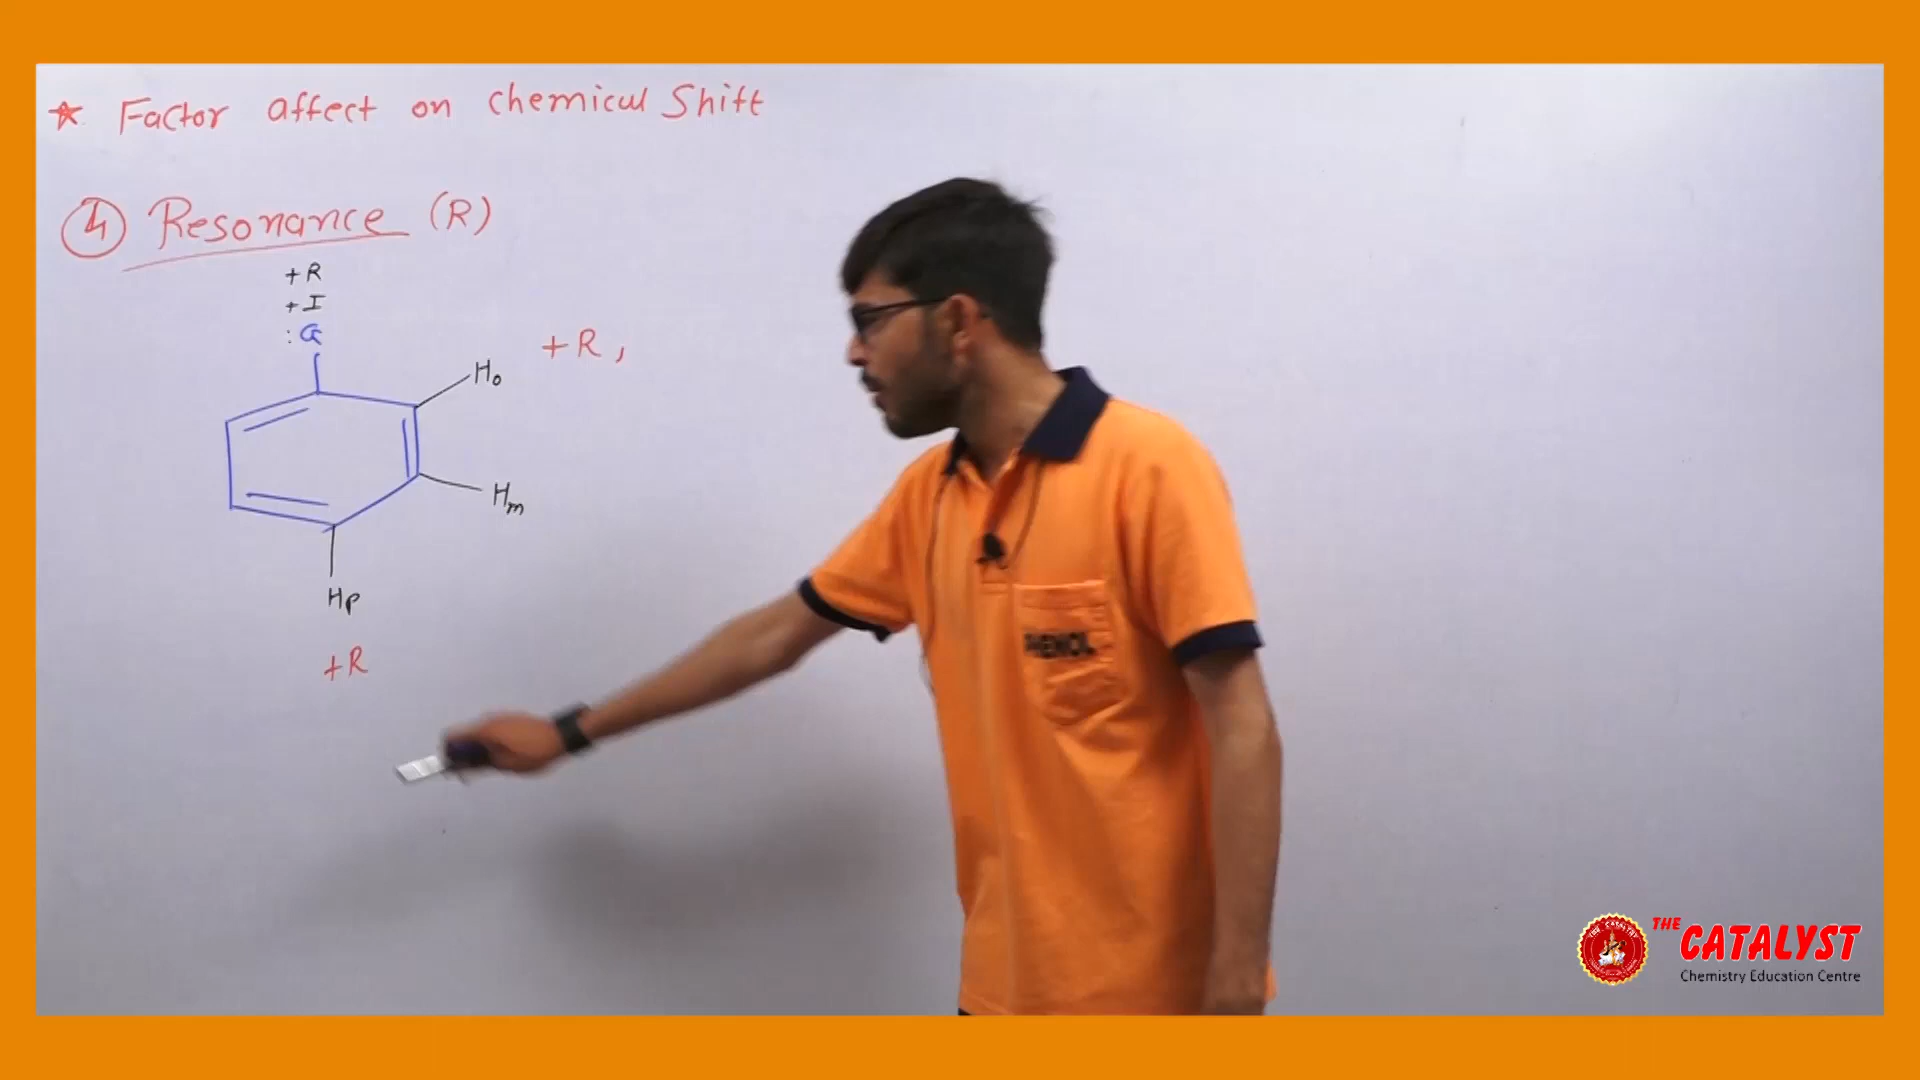 * Factor affect on chemical Shift
④ Resonance (R)
+R
+I
:G
Ho
+R,
Hm
Hp
+R
PHENOL
THE CATALYST
Chemistry Education Centre